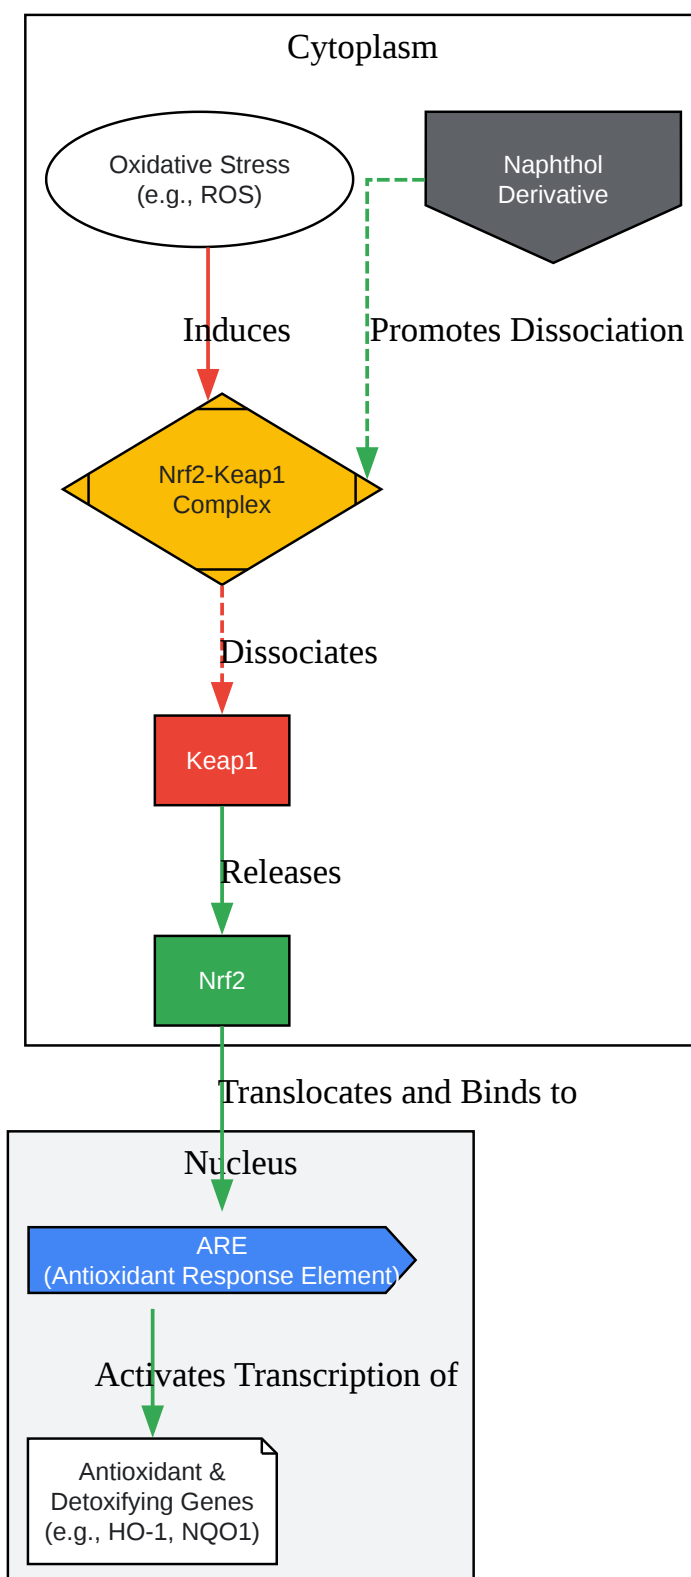 Cytoplasm
Oxidative Stress
(e.g., ROS)
Naphthol
Derivative
Induces
Promotes Dissociation
Nrf2-Keap1
Complex
Dissociates
Keap1
Releases
Nrf2
Translocates and Binds to
Nucleus
ARE
(Antioxidant Response Element)
Activates Transcription of
Antioxidant &
Detoxifying Genes
(e.g., HO-1, NQO1)